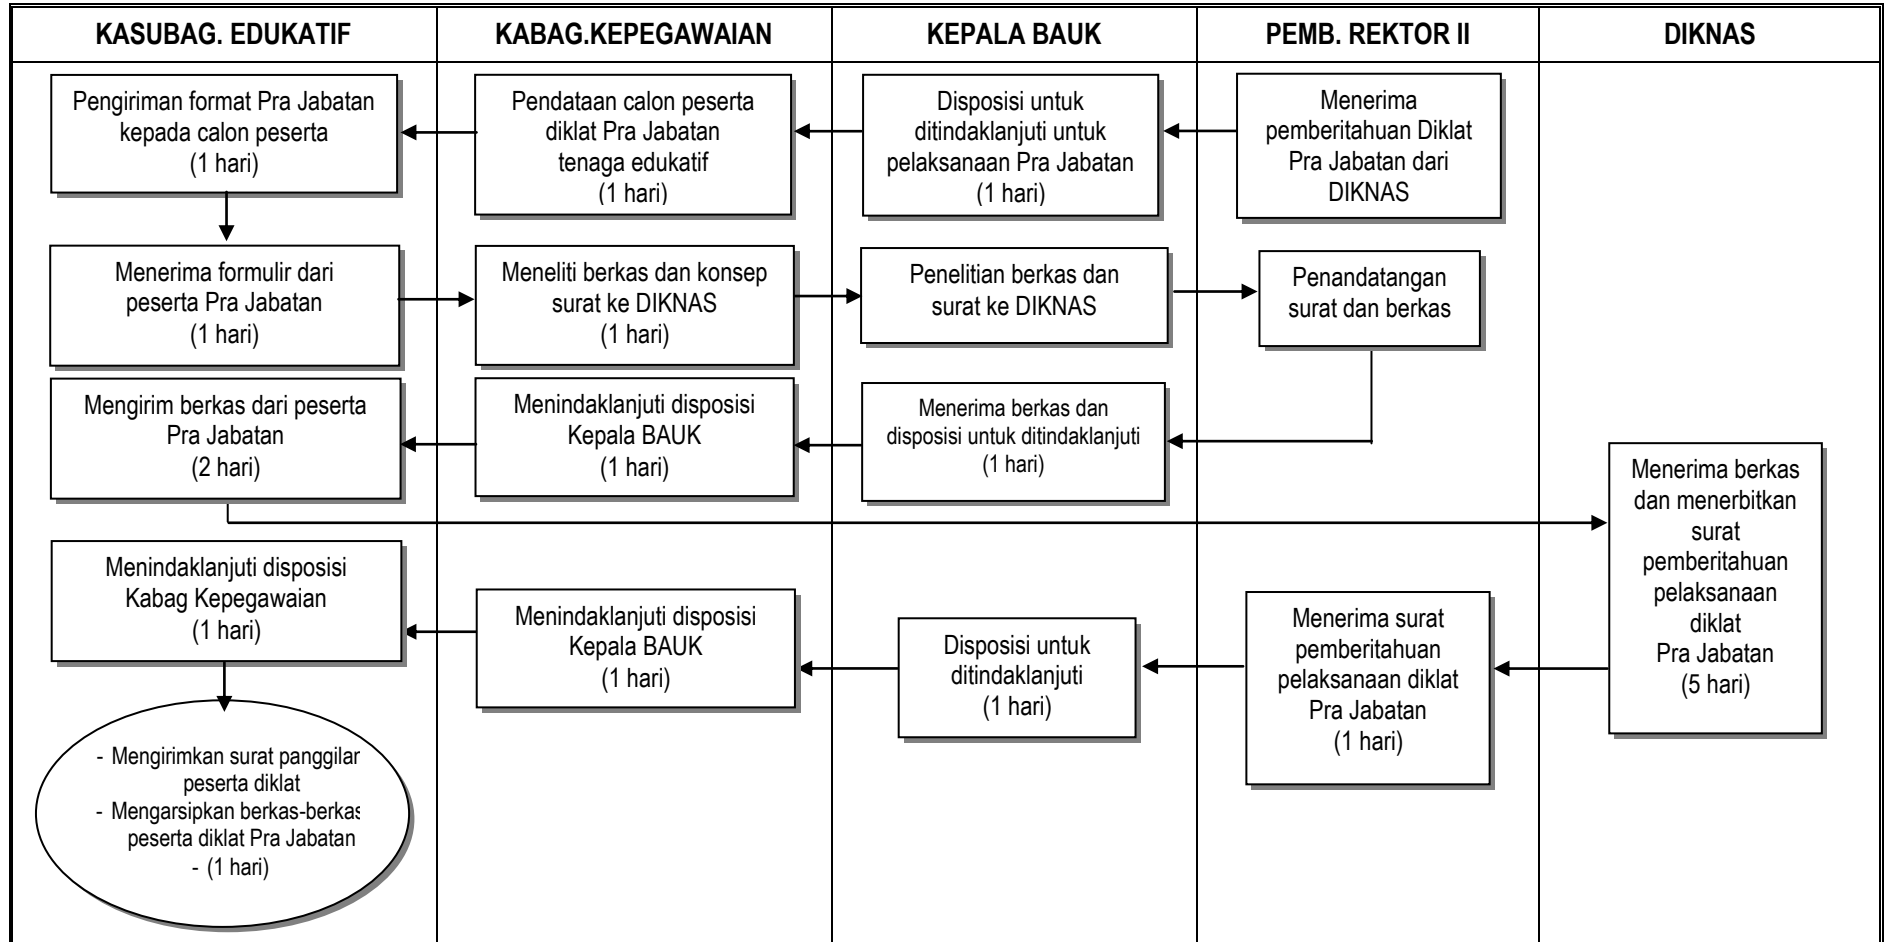 KASUBAG. EDUKATIF
KABAG.KEPEGAWAIAN
KEPALA BAUK
PEMB. REKTOR II
DIKNAS
Pengiriman format Pra Jabatan
kepada calon peserta
(1 hari)
Pendataan calon peserta
diklat Pra Jabatan
tenaga edukatif
(1 hari)
Disposisi untuk
ditindaklanjuti untuk
pelaksanaan Pra Jabatan
(1 hari)
Menerima
pemberitahuan Diklat
Pra Jabatan dari
DIKNAS
Menerima formulir dari
peserta Pra Jabatan
(1 hari)
Meneliti berkas dan konsep
surat ke DIKNAS
(1 hari)
Penelitian berkas dan
surat ke DIKNAS
Penandatangan
surat dan berkas
Mengirim berkas dari peserta
Pra Jabatan
(2 hari)
Menindaklanjuti disposisi
Kepala BAUK
(1 hari)
Menerima berkas dan
disposisi untuk ditindaklanjuti
(1 hari)
Menerima berkas
dan menerbitkan
surat
pemberitahuan
pelaksanaan
diklat
Pra Jabatan
(5 hari)
Menindaklanjuti disposisi
Kabag Kepegawaian
(1 hari)
Menindaklanjuti disposisi
Kepala BAUK
(1 hari)
Disposisi untuk
ditindaklanjuti
(1 hari)
Menerima surat
pemberitahuan
pelaksanaan diklat
Pra Jabatan
(1 hari)
- Mengirimkan surat panggilan
peserta diklat
- Mengarsipkan berkas-berkas
peserta diklat Pra Jabatan
- (1 hari)